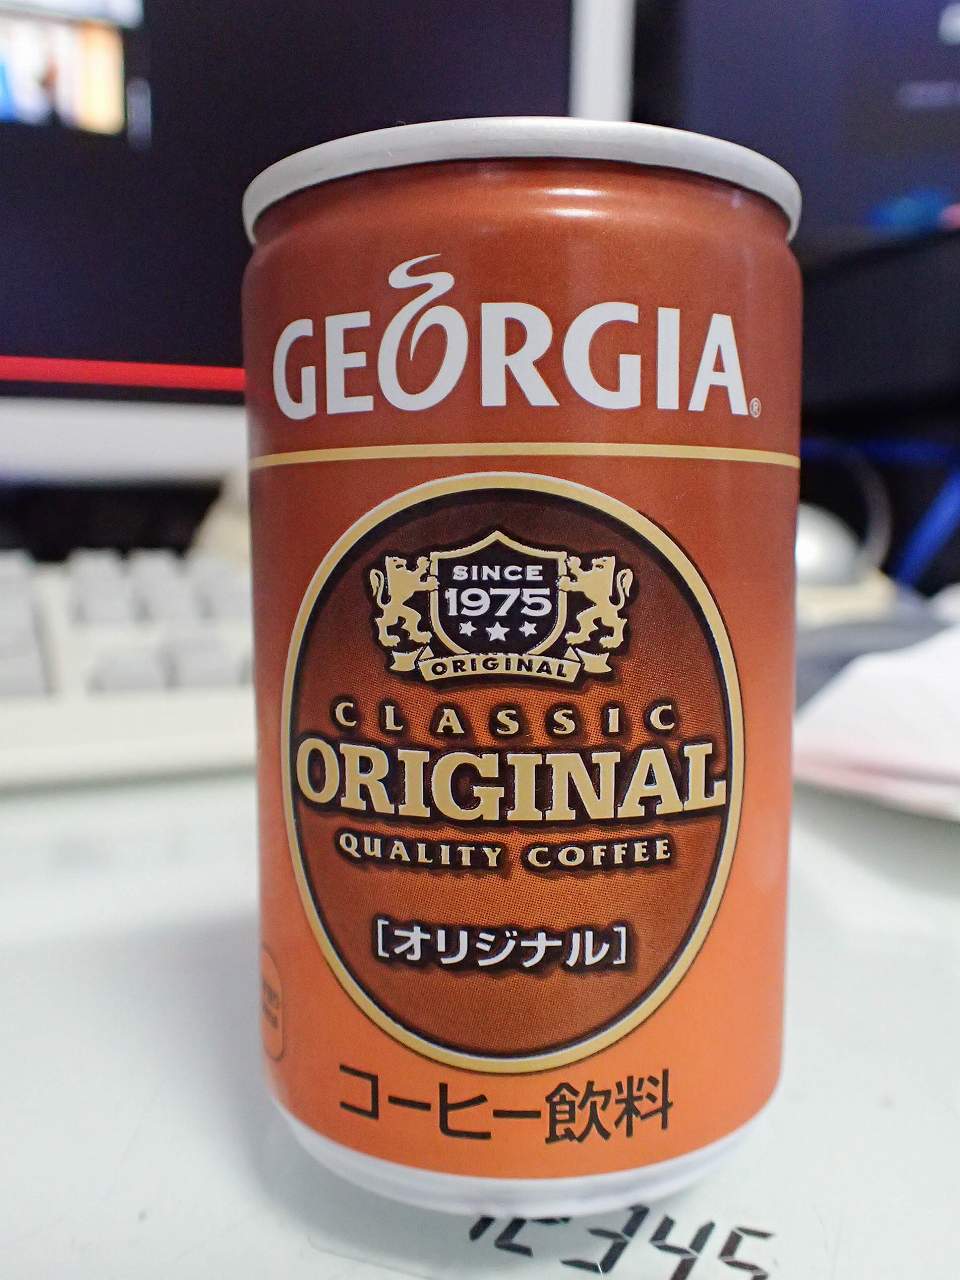 GEORGIA®
SINCE
1975
ORIGINAL
CLASSIC
ORIGINAL
QUALITY COFFEE
[オリジナル]
コーヒー飲料